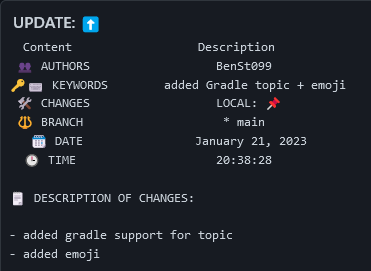 UPDATE: ⬆️
Content Description
👥 AUTHORS BenSt099
🔑⌨️ KEYWORDS added Gradle topic + emoji
🛠️ CHANGES LOCAL: 📌
🔱 BRANCH * main
📅 DATE January 21, 2023
🕒 TIME 20:38:28
🧾 DESCRIPTION OF CHANGES:
- added gradle support for topic
- added emoji